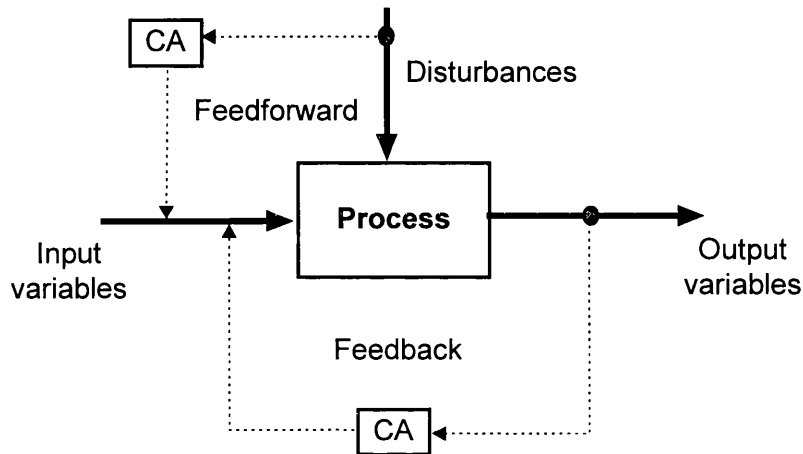 CA
Disturbances
Feedforward
Process
Input
variables
Output
variables
Feedback
CA